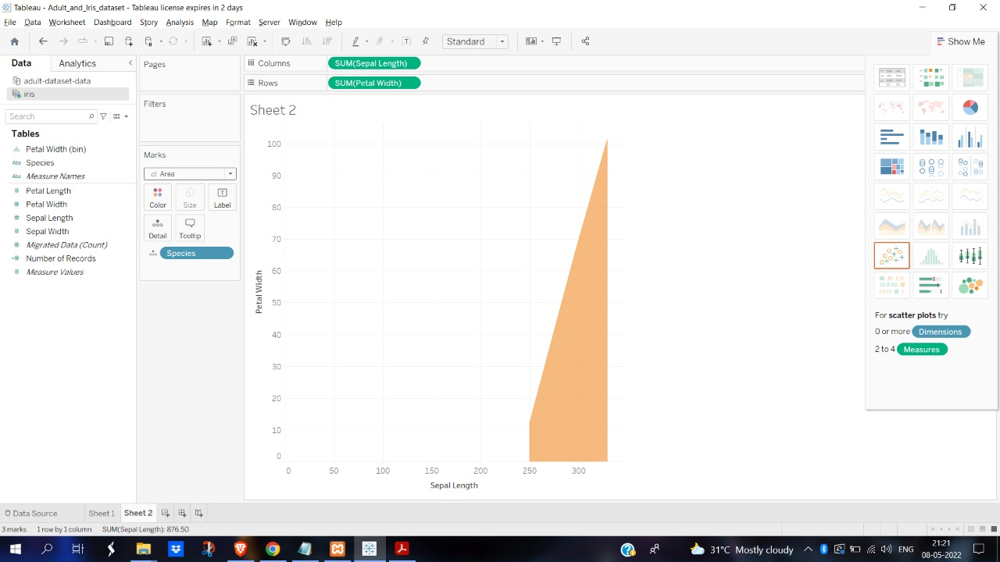 Tableau - Adult_and_Iris_dataset - Tableau license expires in 2 days
File Data Worksheet Dashboard Story Analysis Map Format Server Window Help
Standard
Show Me
Data Analytics
adult-dataset-data
iris
Search
Tables
Petal Width (bin)
Abc Species
Abc Measure Names
Petal Length
Petal Width
Sepal Length
Sepal Width
Migrated Data (Count)
Number of Records
Measure Values
Pages
Filters
Marks
Area
Color Size Label
Detail Tooltip
Species
Columns SUM(Sepal Length)
Rows SUM(Petal Width)
Sheet 2
100
90
80
70
60
50
40
30
20
10
0
Petal Width
0 50 100 150 200 250 300
Sepal Length
For scatter plots try
0 or more Dimensions
2 to 4 Measures
Data Source Sheet 1 Sheet 2
3 marks 1 row by 1 column SUM(Sepal Length): 876.50
31°C Mostly cloudy ENG 21:21
08-05-2022